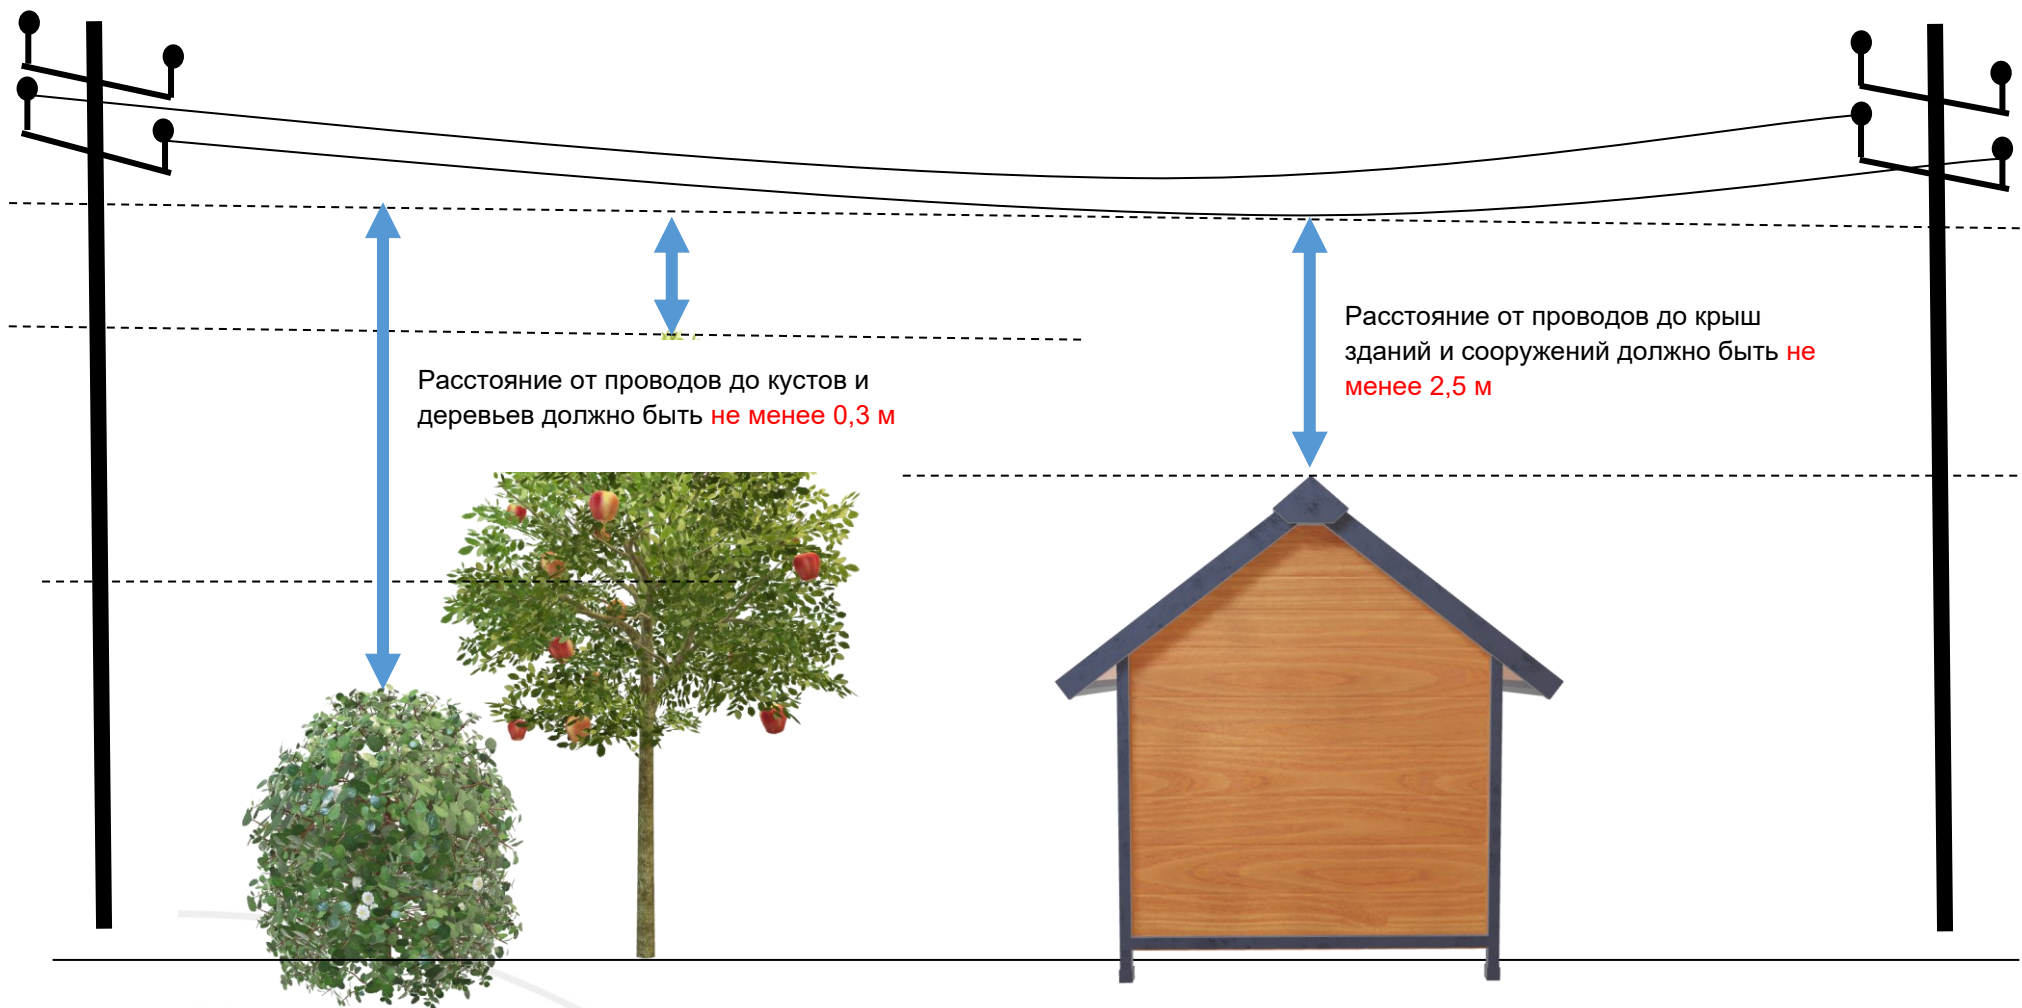 Расстояние от проводов до крыш
зданий и сооружений должно быть не
менее 2,5 м
Расстояние от проводов до кустов и
деревьев должно быть не менее 0,3 м